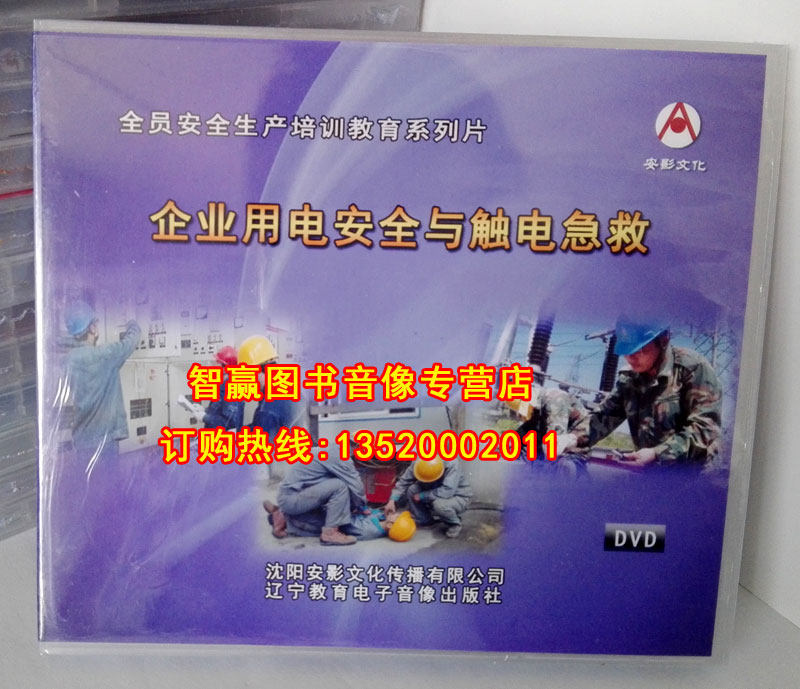 全员安全生产培训教育系列片
安影文化
企业用电安全与触电急救
智赢图书音像专营店
订购热线:13520002011
DVD
沈阳安影文化传播有限公司
辽宁教育电子音像出版社